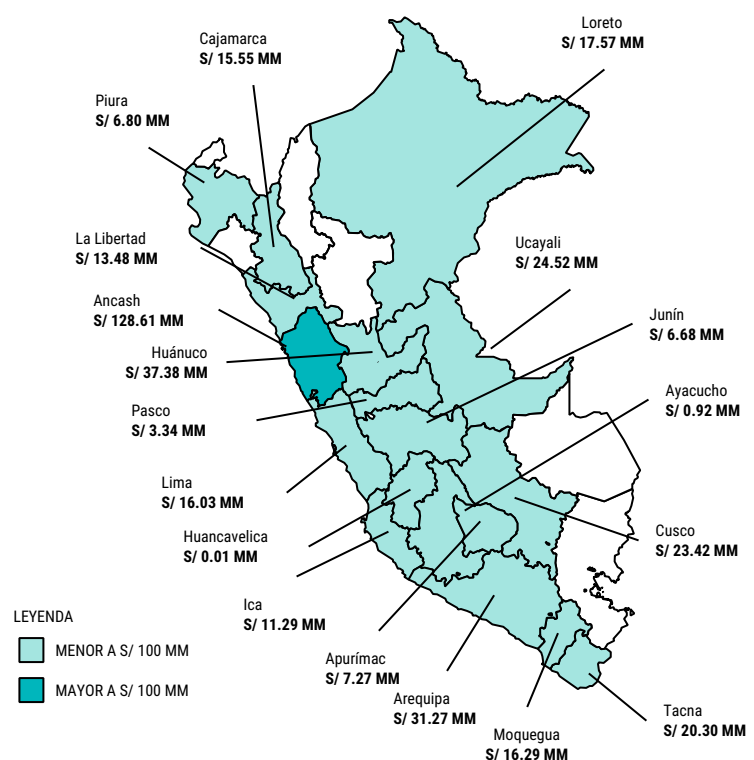 Loreto
S/ 17.57 MM
Cajamarca
S/ 15.55 MM
Piura
S/ 6.80 MM
La Libertad
S/ 13.48 MM
Ucayali
S/ 24.52 MM
Ancash
S/ 128.61 MM
Junín
S/ 6.68 MM
Huánuco
S/ 37.38 MM
Ayacucho
S/ 0.92 MM
Pasco
S/ 3.34 MM
Lima
S/ 16.03 MM
Huancavelica
S/ 0.01 MM
Cusco
S/ 23.42 MM
Ica
S/ 11.29 MM
LEYENDA
MENOR A S/ 100 MM
MAYOR A S/ 100 MM
Apurímac
S/ 7.27 MM
Arequipa
S/ 31.27 MM
Tacna
S/ 20.30 MM
Moquegua
S/ 16.29 MM